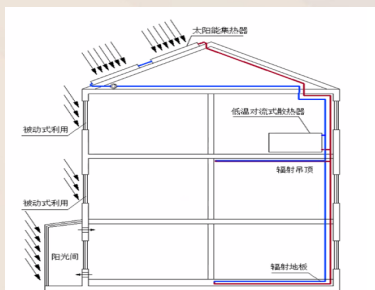 太阳能集热器
低温对流式散热器
被动式利用
辐射吊顶
被动式利用
阳光间
辐射地板